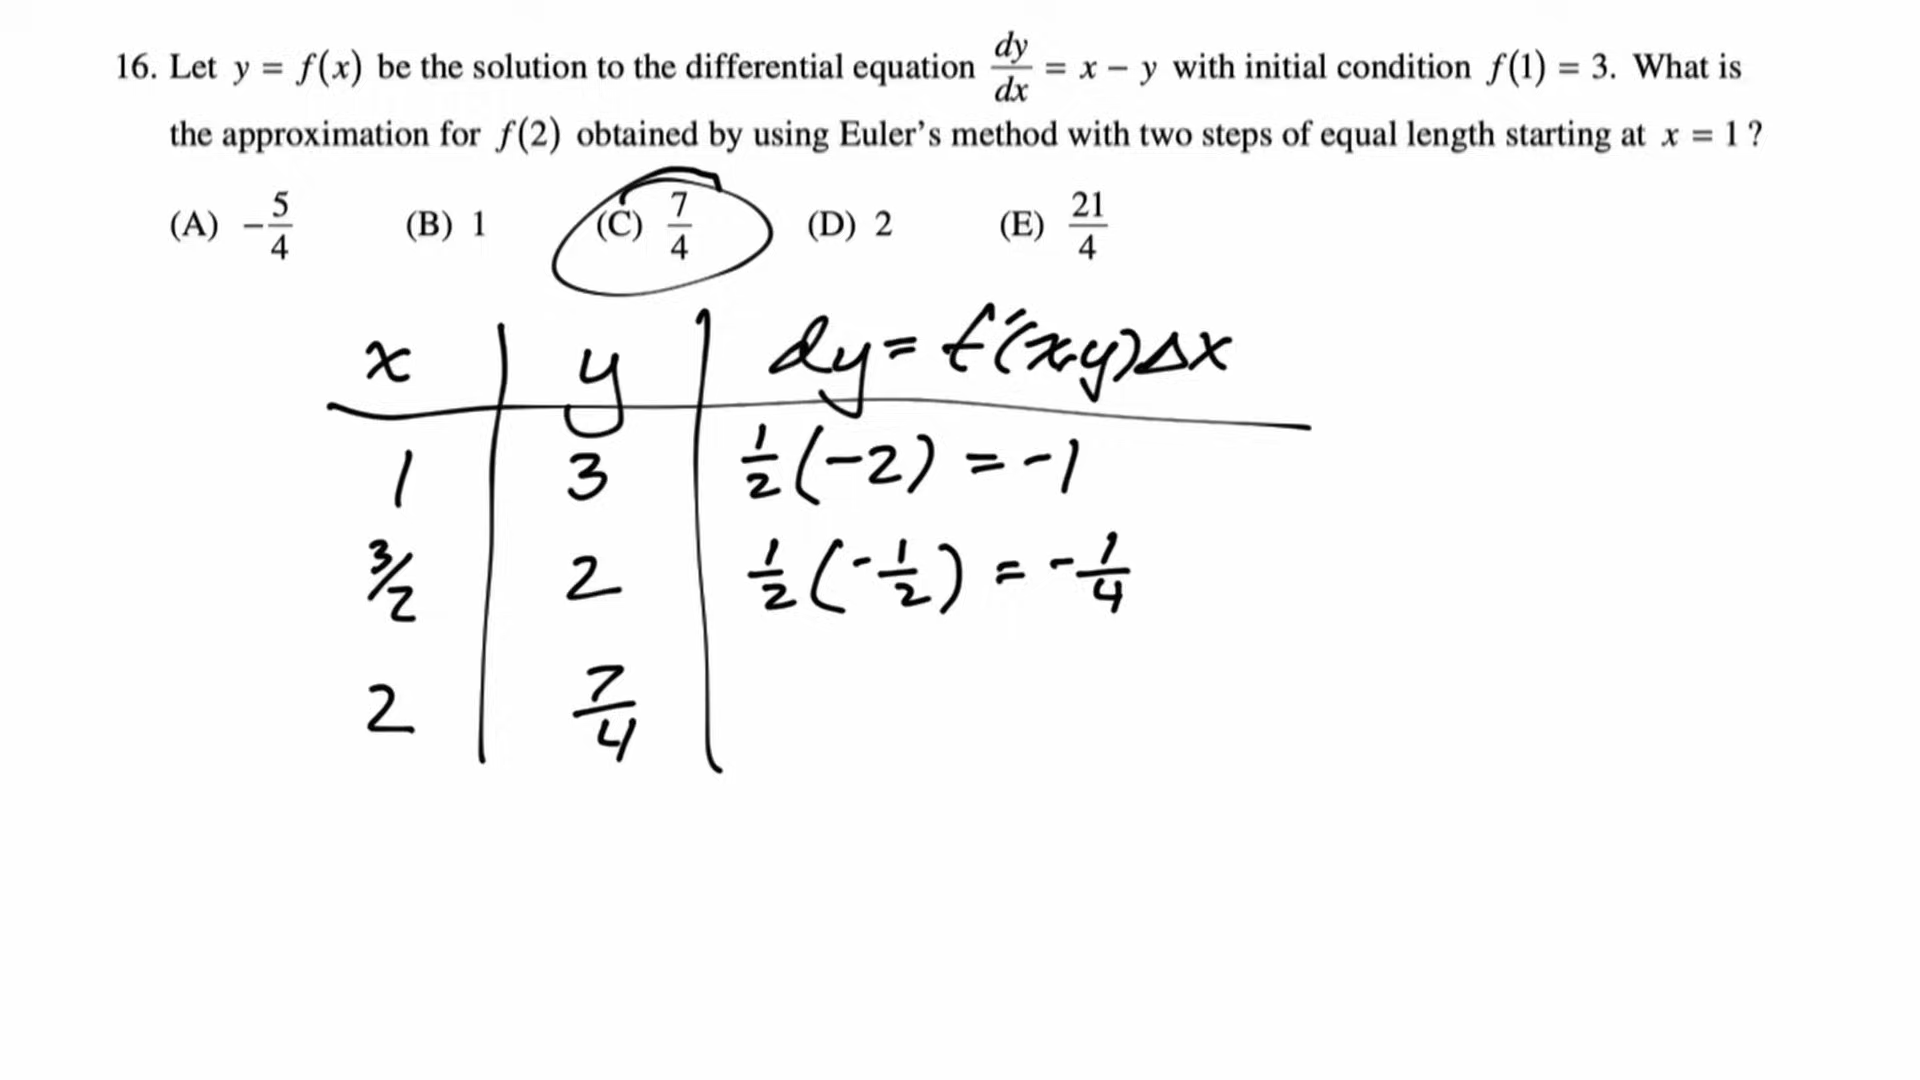 16. Let y = f(x) be the solution to the differential equation dy/dx = x − y with initial condition f(1) = 3. What is
the approximation for f(2) obtained by using Euler's method with two steps of equal length starting at x = 1?
(A) −5/4 (B) 1 (C) 7/4 (D) 2 (E) 21/4
x y dy = f'(x,y)Δx
1 3 1/2(-2) = -1
3/2 2 1/2(-1/2) = -1/4
2 7/4